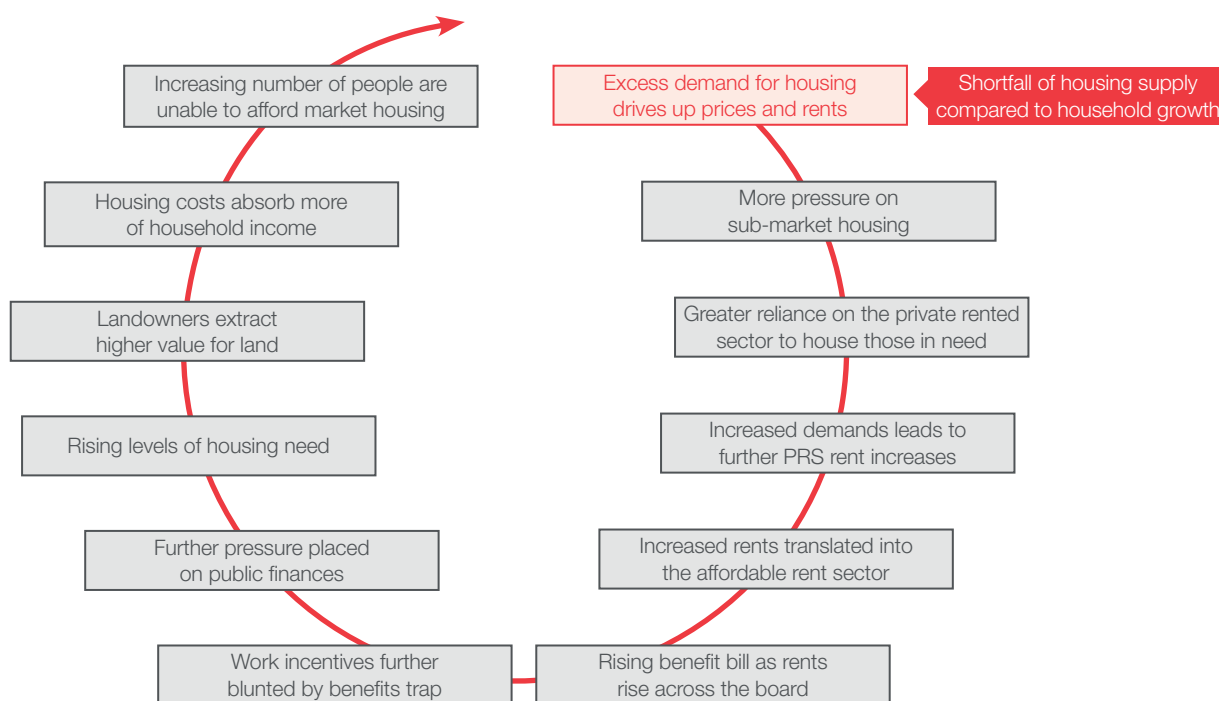 Increasing number of people are
unable to afford market housing
Excess demand for housing
drives up prices and rents
Shortfall of housing supply
compared to household growth
Housing costs absorb more
of household income
More pressure on
sub-market housing
Landowners extract
higher value for land
Greater reliance on the private rented
sector to house those in need
Rising levels of housing need
Increased demands leads to
further PRS rent increases
Further pressure placed
on public finances
Increased rents translated into
the affordable rent sector
Work incentives further
blunted by benefits trap
Rising benefit bill as rents
rise across the board